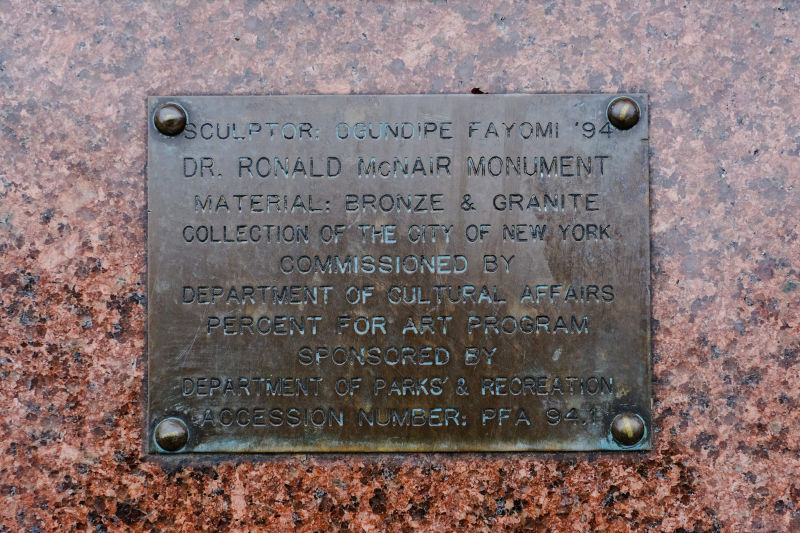 SCULPTOR: OGUNDIPE FAYOMI '94
DR. RONALD McNAIR MONUMENT
MATERIAL: BRONZE & GRANITE
COLLECTION OF THE CITY OF NEW YORK
COMMISSIONED BY
DEPARTMENT OF CULTURAL AFFAIRS
PERCENT FOR ART PROGRAM
SPONSORED BY
DEPARTMENT OF PARKS & RECREATION
ACCESSION NUMBER: PFA 94.1